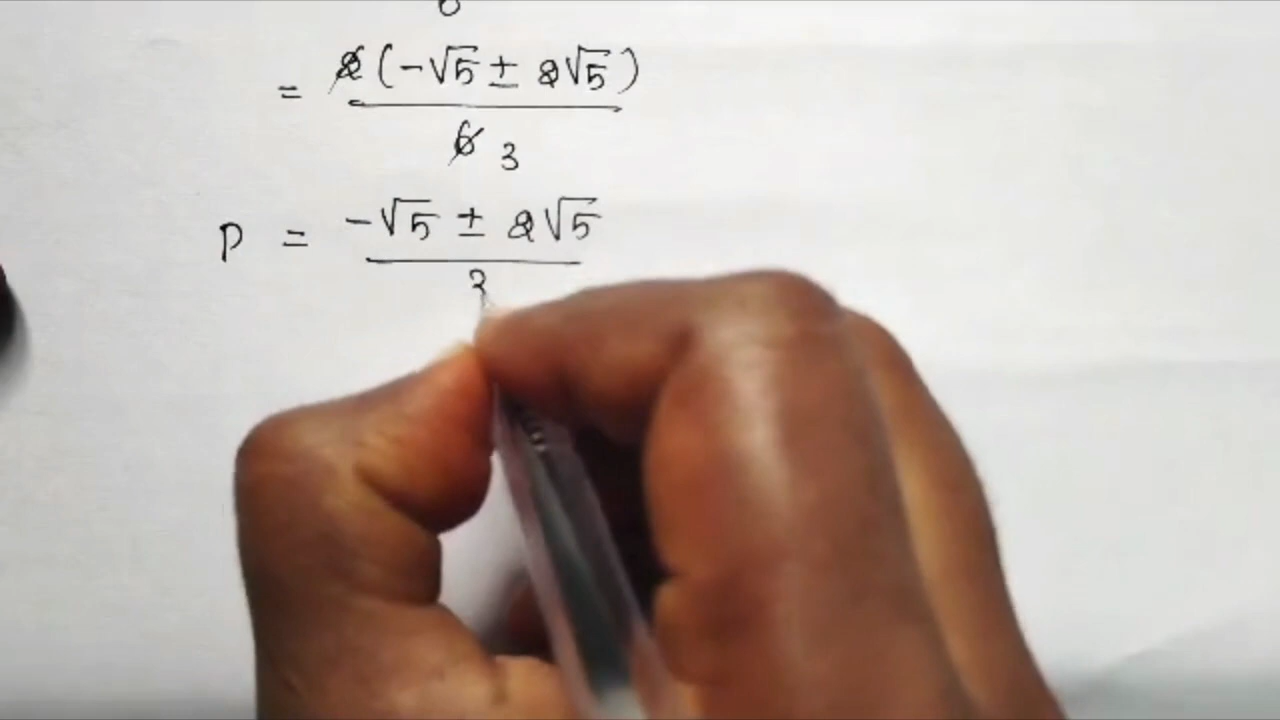 = 2 (-√5 ± 2√5)
6 3
P = -√5 ± 2√5
3